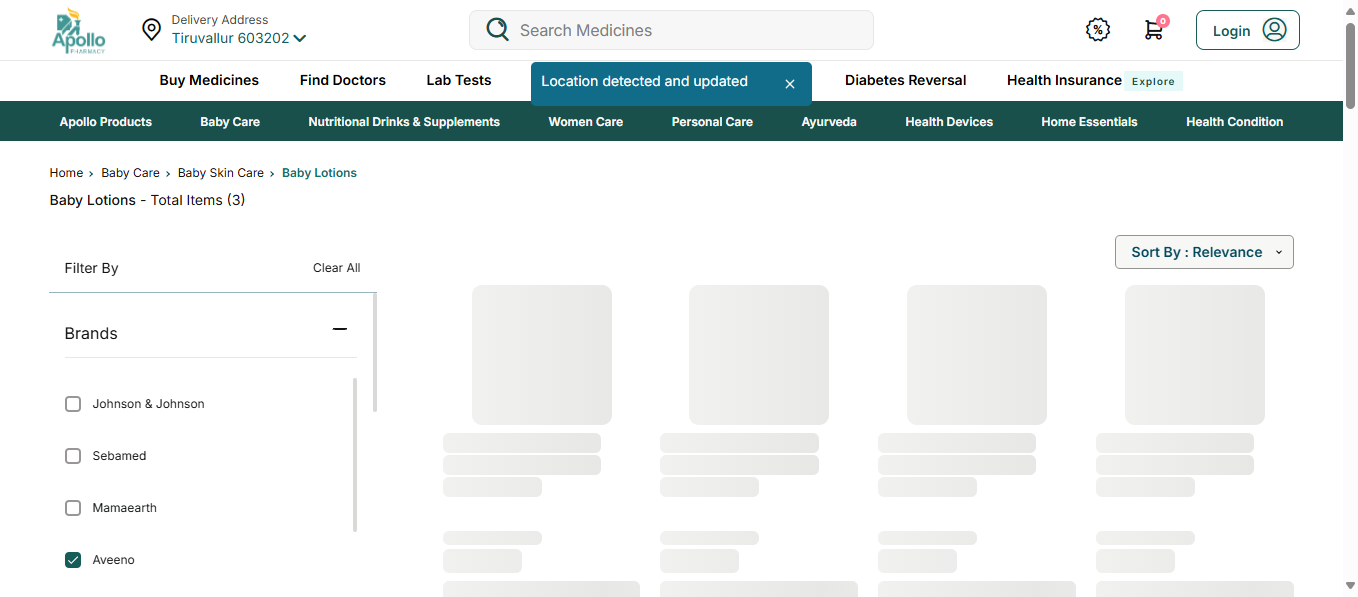 Apollo
PHARMACY
Delivery Address
Tiruvallur 603202
Search Medicines
%
0
Login
Buy Medicines
Find Doctors
Lab Tests
Location detected and updated
×
Diabetes Reversal
Health Insurance
Explore
Apollo Products
Baby Care
Nutritional Drinks & Supplements
Women Care
Personal Care
Ayurveda
Health Devices
Home Essentials
Health Condition
Home › Baby Care › Baby Skin Care › Baby Lotions
Baby Lotions - Total Items (3)
Sort By : Relevance
Filter By
Clear All
Brands
Johnson & Johnson
Sebamed
Mamaearth
Aveeno